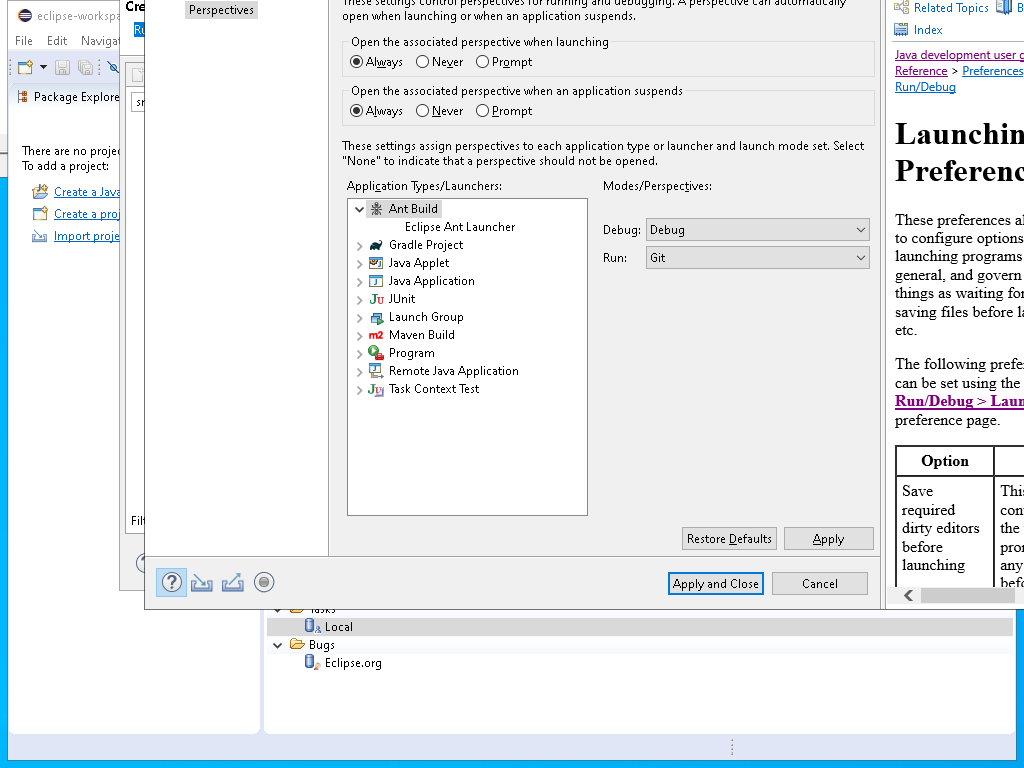 eclipse-workspa
File Edit Navigat
Package Explore
There are no projec
To add a project:
Create a Java
Create a proj
Import proje
Cre
Ru
sr
Filt
Perspectives
These settings control perspectives for running and debugging. A perspective can automatically
open when launching or when an application suspends.
Open the associated perspective when launching
Always Never Prompt
Open the associated perspective when an application suspends
Always Never Prompt
These settings assign perspectives to each application type or launcher and launch mode set. Select
"None" to indicate that a perspective should not be opened.
Application Types/Launchers:
Modes/Perspectives:
Ant Build
Eclipse Ant Launcher
Gradle Project
Java Applet
Java Application
JUnit
Launch Group
Maven Build
Program
Remote Java Application
Task Context Test
Debug: Debug
Run: Git
Restore Defaults
Apply
Apply and Close
Cancel
Related Topics B
Index
Java development user g
Reference > Preferences
Run/Debug
Launchin
Preferenc
These preferences al
to configure options
launching programs
general, and govern
things as waiting for
saving files before la
etc.
The following prefer
can be set using the
Run/Debug > Laun
preference page.
Option
Save
required
dirty editors
before
launching
This
con
the
pror
any
befo
Tasks
Local
Bugs
Eclipse.org